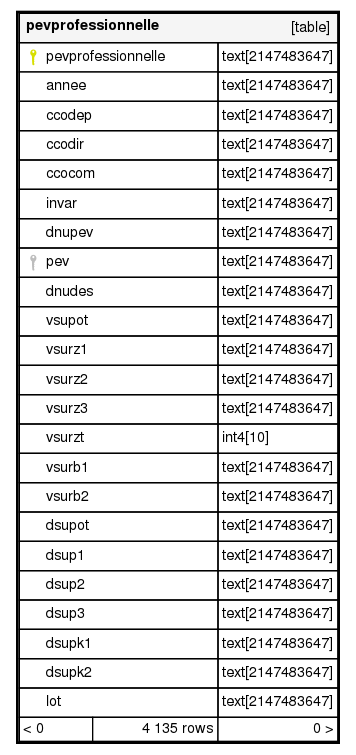 pevprofessionnelle [table]
pevprofessionnelle text[2147483647]
annee text[2147483647]
ccodep text[2147483647]
ccodir text[2147483647]
ccocom text[2147483647]
invar text[2147483647]
dnupev text[2147483647]
pev text[2147483647]
dnudes text[2147483647]
vsupot text[2147483647]
vsurz1 text[2147483647]
vsurz2 text[2147483647]
vsurz3 text[2147483647]
vsurzt int4[10]
vsurb1 text[2147483647]
vsurb2 text[2147483647]
dsupot text[2147483647]
dsup1 text[2147483647]
dsup2 text[2147483647]
dsup3 text[2147483647]
dsupk1 text[2147483647]
dsupk2 text[2147483647]
lot text[2147483647]
< 0 4 135 rows 0 >